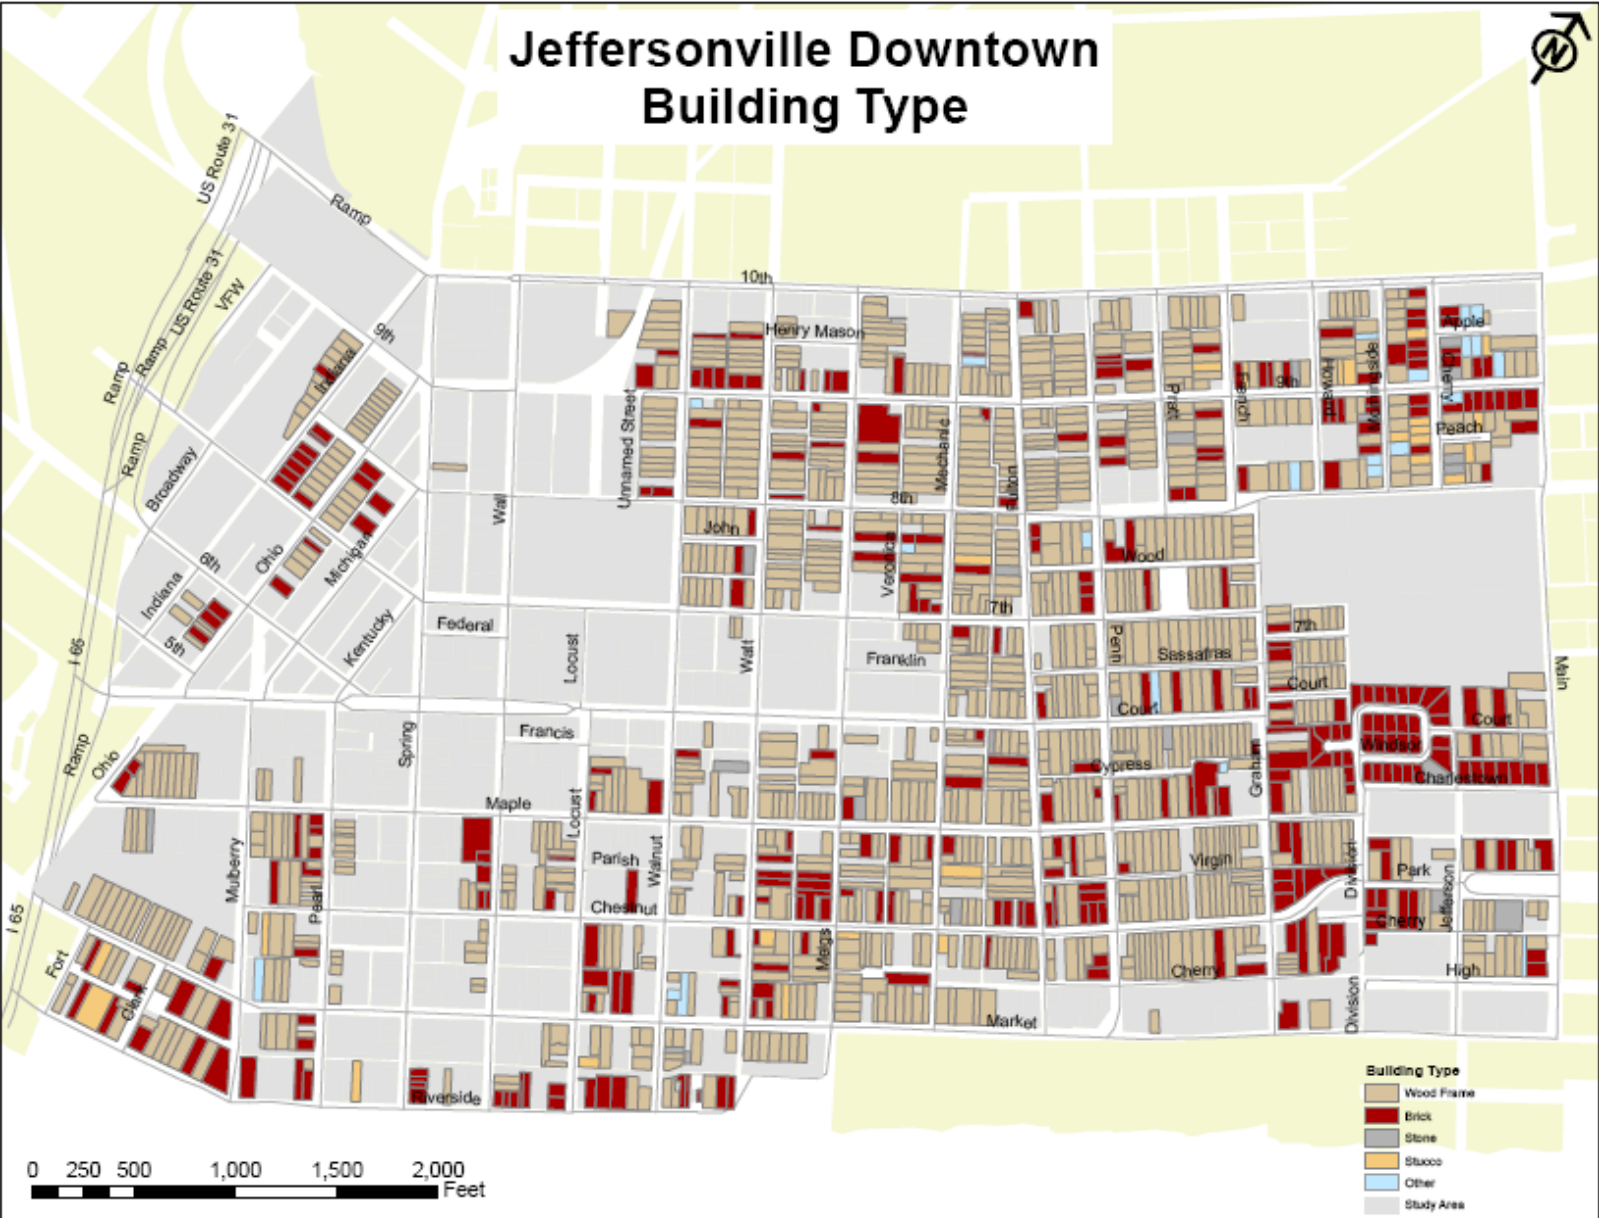 Jeffersonville Downtown
Building Type
N
US Route 31
Ramp
US Route 31
VFW
10th
Henry Mason
Apple
9th
Indiana
Ramp
Ramp
Unnamed Street
Pratt
French
9th
Howard
Cherry
Peach
Ramp
Broadway
Wall
Mechanic
8th
Fulton
John
Veronica
Wood
6th
Ohio
Michigan
Indiana
5th
Kentucky
Federal
Locust
Watt
7th
Franklin
Penn
Sassafras
7th
Court
Court
Main
I 65
Ramp
Ohio
Spring
Francis
Cypress
Graham
Windsor
Court
Charlestown
Maple
Locust
Mulberry
Pearl
Parish
Walnut
Chestnut
Virgin
Division
Park
Jefferson
Cherry
I 65
Fort
Clark
Meigs
Cherry
High
Market
Division
Riverside
Building Type
Wood Frame
Brick
Stone
Stucco
Other
Study Area
0 250 500 1,000 1,500 2,000
Feet